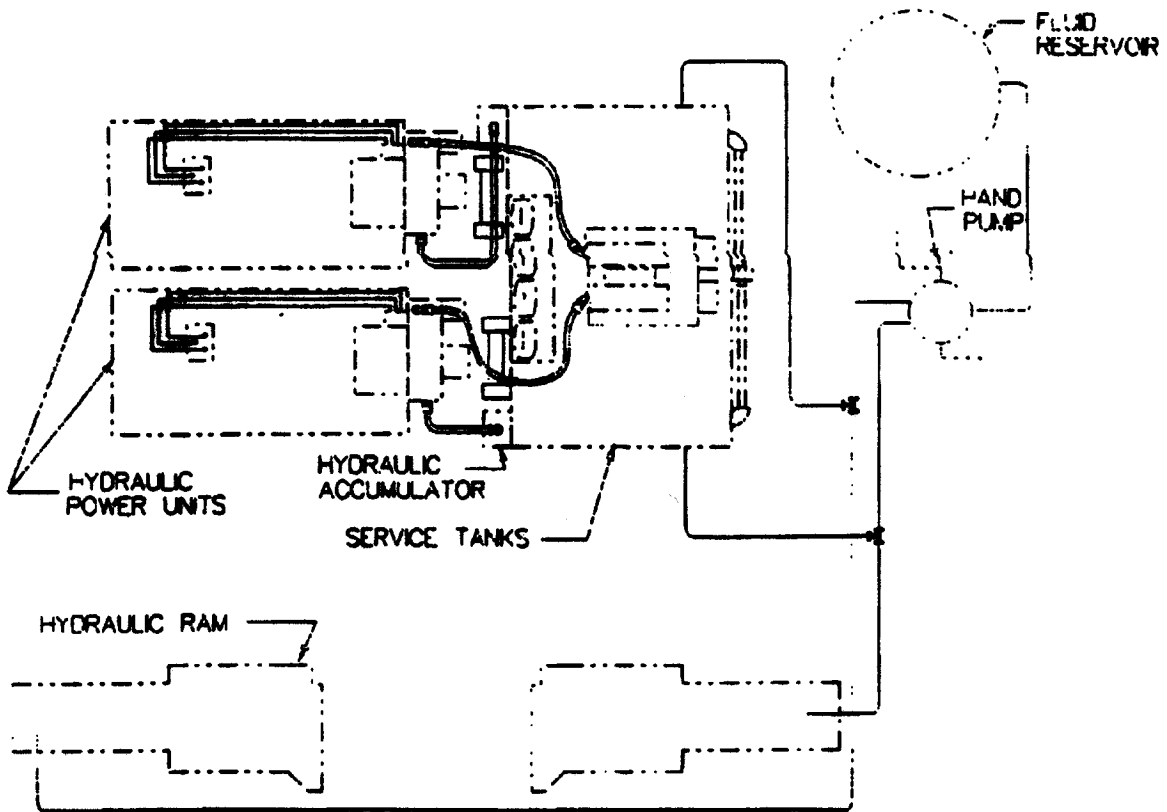 FLUID
RESERVOIR
HAND
PUMP
HYDRAULIC
POWER UNITS
HYDRAULIC
ACCUMULATOR
SERVICE TANKS
HYDRAULIC RAM